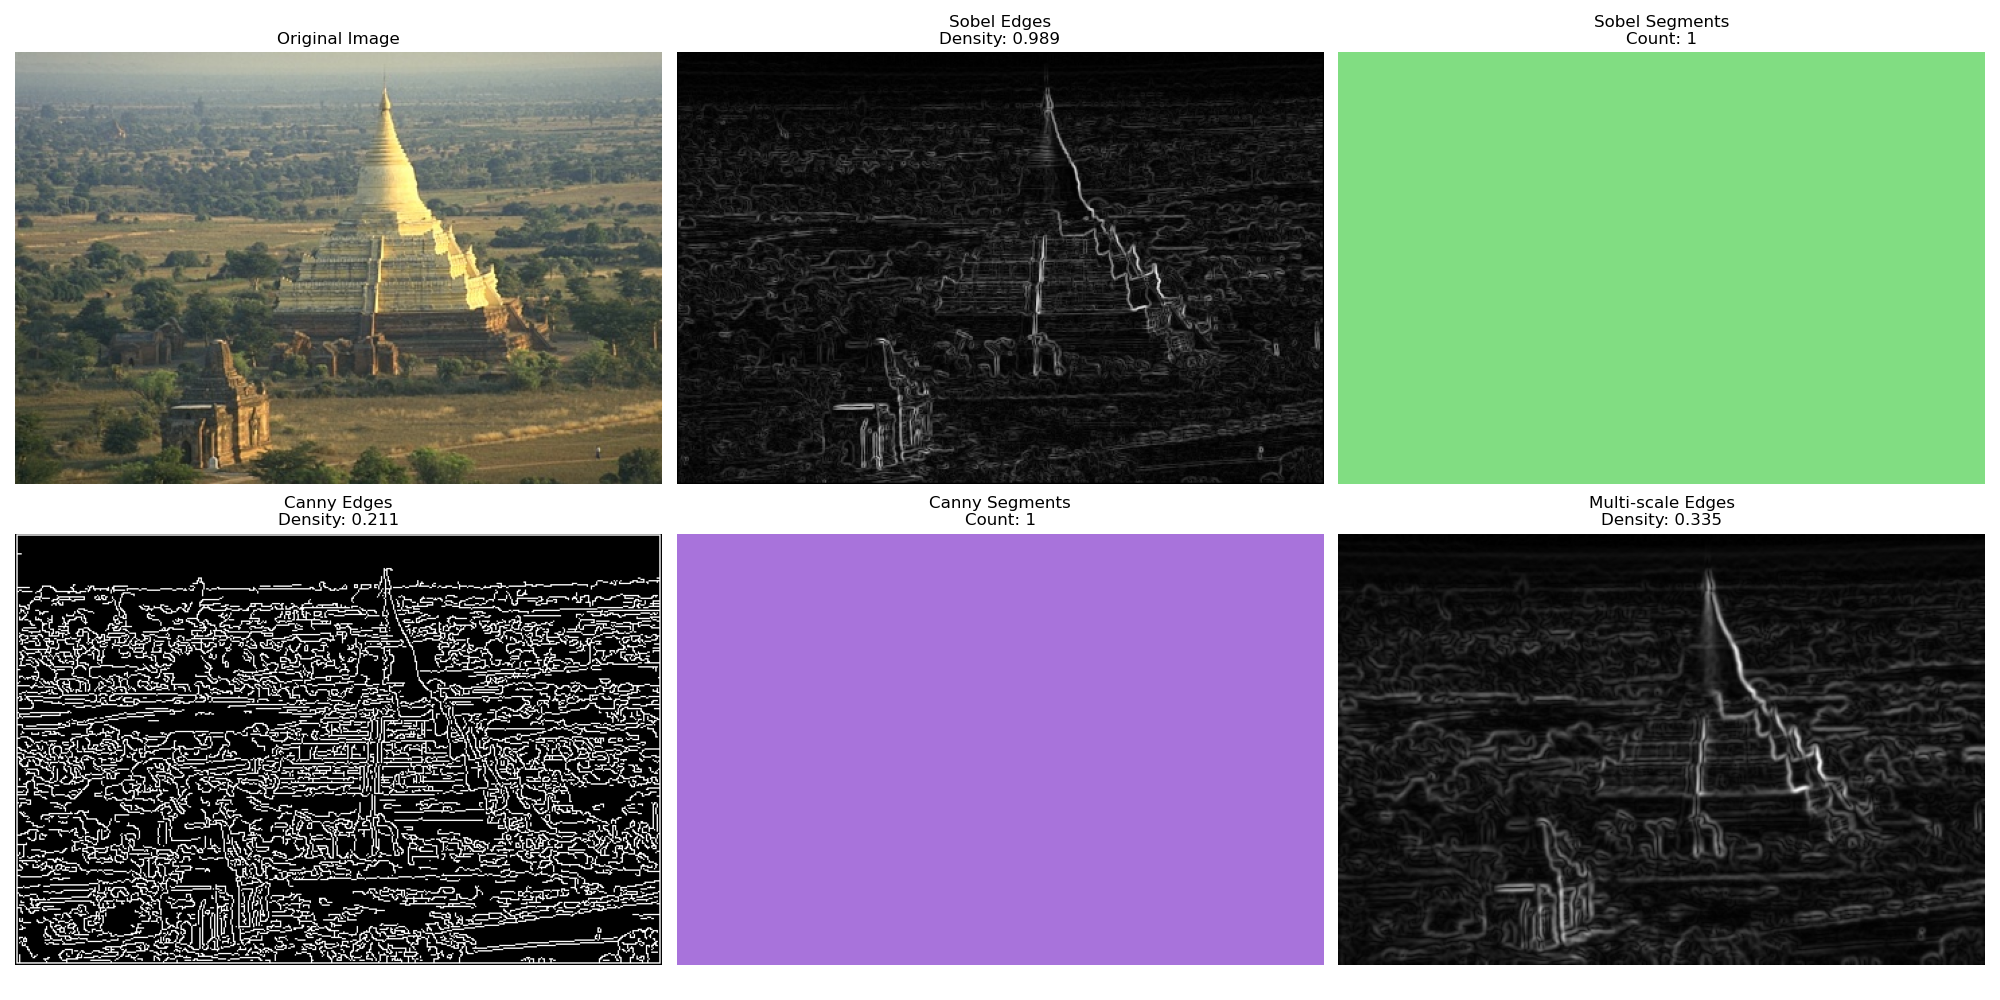 Original Image
Sobel Edges
Density: 0.989
Sobel Segments
Count: 1
Canny Edges
Density: 0.211
Canny Segments
Count: 1
Multi-scale Edges
Density: 0.335